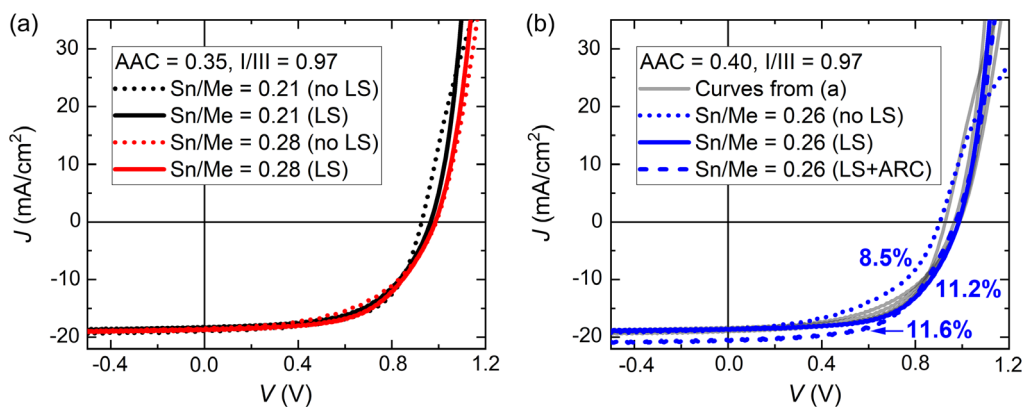 (a)
AAC = 0.35, I/III = 0.97
Sn/Me = 0.21 (no LS)
Sn/Me = 0.21 (LS)
Sn/Me = 0.28 (no LS)
Sn/Me = 0.28 (LS)
30
20
10
0
-10
-20
J (mA/cm²)
-0.4 0.0 0.4 0.8 1.2
V (V)
(b)
AAC = 0.40, I/III = 0.97
Curves from (a)
Sn/Me = 0.26 (no LS)
Sn/Me = 0.26 (LS)
Sn/Me = 0.26 (LS+ARC)
30
20
10
0
-10
-20
J (mA/cm²)
8.5%
11.2%
11.6%
-0.4 0.0 0.4 0.8 1.2
V (V)